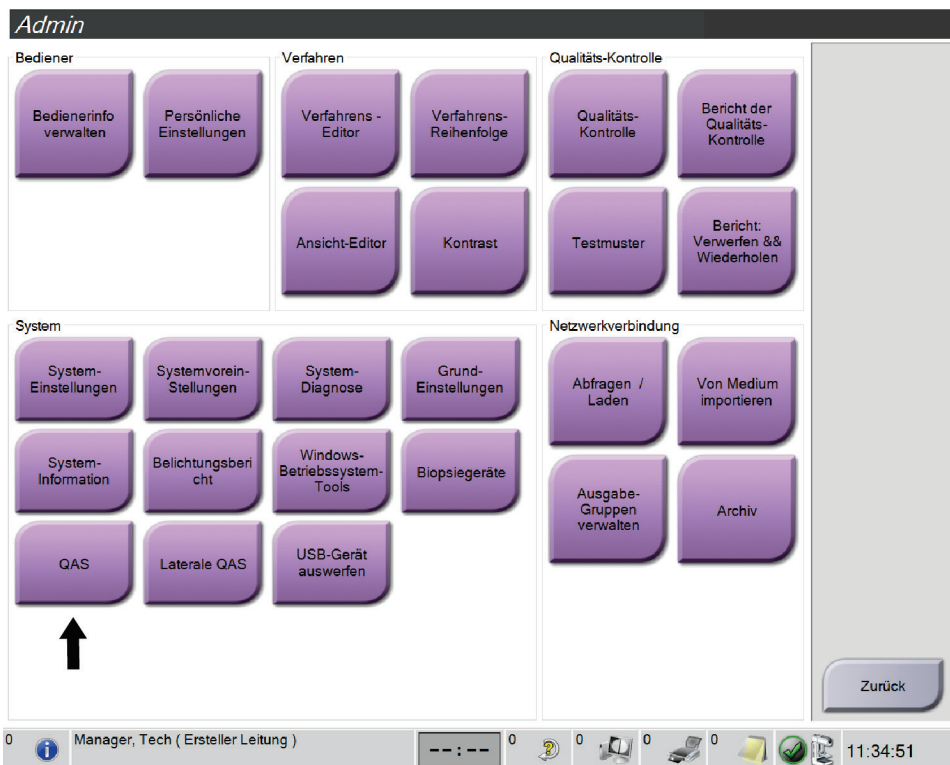 Admin
Bediener
Bedienerinfo
verwalten
Persönliche
Einstellungen
Verfahren
Verfahrens -
Editor
Verfahrens-
Reihenfolge
Ansicht-Editor
Kontrast
Qualitäts-Kontrolle
Qualitäts-
Kontrolle
Bericht der
Qualitäts-
Kontrolle
Testmuster
Bericht:
Verwerfen &&
Wiederholen
System
System-
Einstellungen
Systemvorein-
Stellungen
System-
Diagnose
Grund-
Einstellungen
System-
Information
Belichtungsberi
cht
Windows-
Betriebssystem-
Tools
Biopsiegeräte
QAS
Laterale QAS
USB-Gerät
auswerfen
Netzwerkverbindung
Abfragen /
Laden
Von Medium
importieren
Ausgabe-
Gruppen
verwalten
Archiv
Zurück
0
Manager, Tech ( Ersteller Leitung )
--:--
0
0
0
0
11:34:51